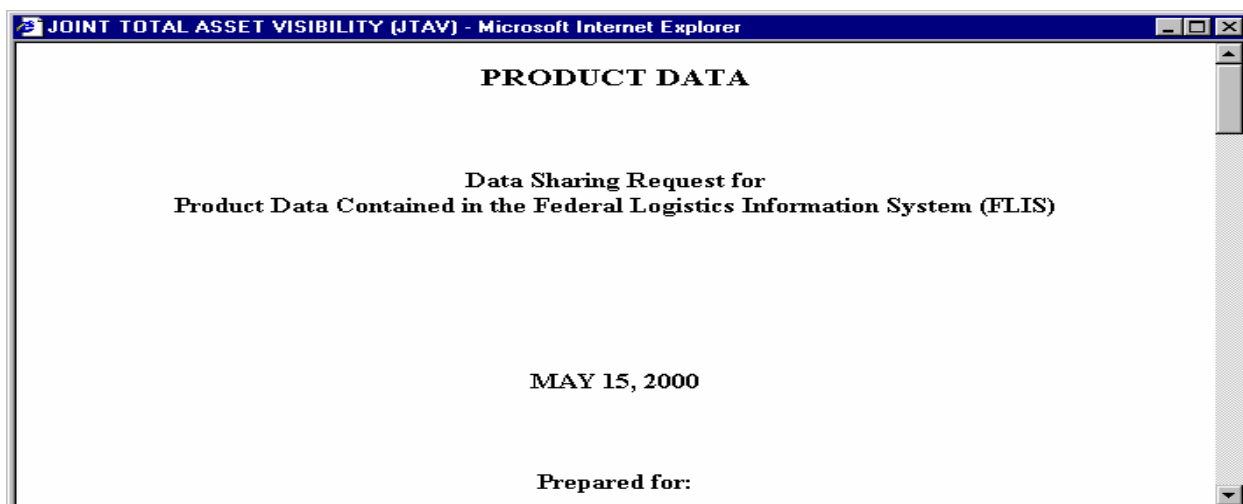 JOINT TOTAL ASSET VISIBILITY (JTAV) - Microsoft Internet Explorer
PRODUCT DATA
Data Sharing Request for
Product Data Contained in the Federal Logistics Information System (FLIS)
MAY 15, 2000
Prepared for: